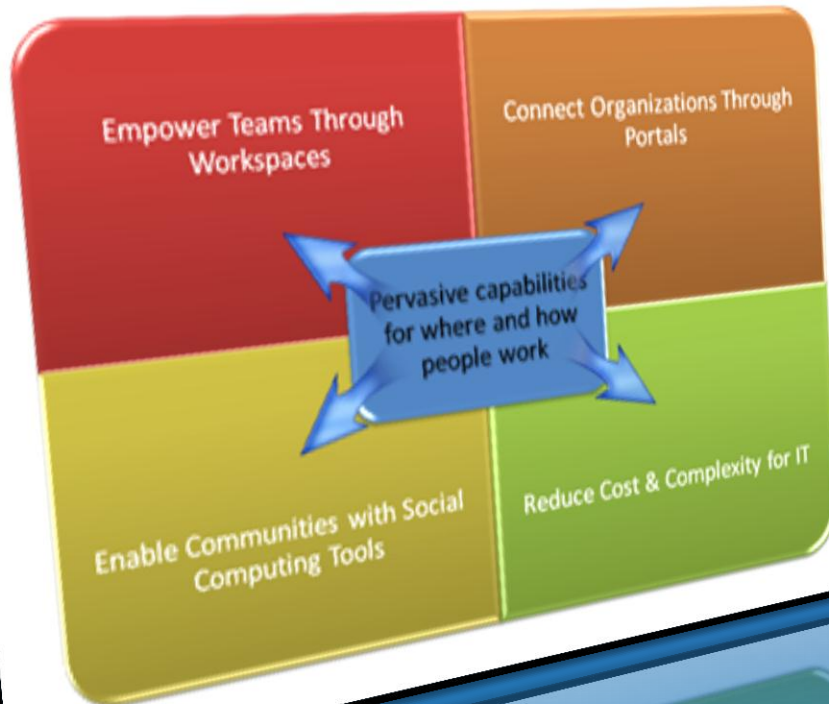 Empower Teams Through
Workspaces
Connect Organizations Through
Portals
Pervasive capabilities
for where and how
people work
Enable Communities with Social
Computing Tools
Reduce Cost & Complexity for IT